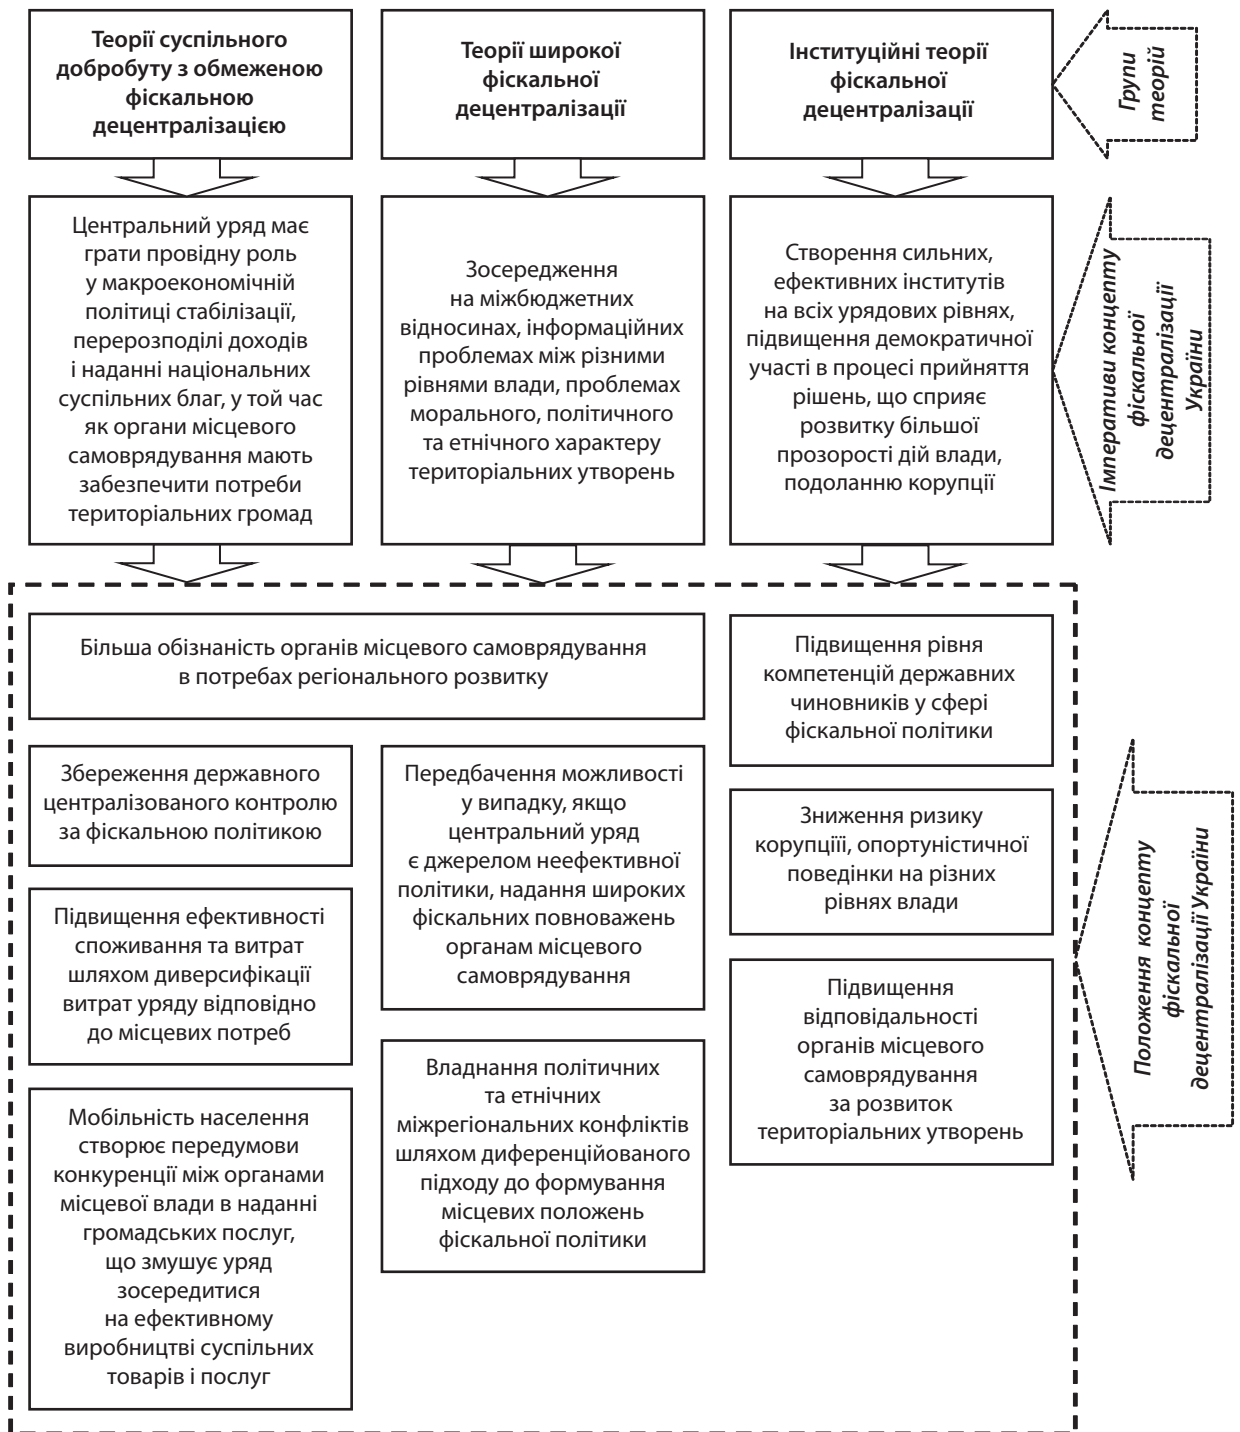 Теорії суспільного
добробуту з обмеженою
фіскальною
децентралізацією
Теорії широкої
фіскальної
децентралізації
Інституційні теорії
фіскальної
децентралізації
Групи
теорій
Центральний уряд має
грати провідну роль
у макроекономічній
політиці стабілізації,
перерозподілі доходів
і наданні національних
суспільних благ, у той час
як органи місцевого
самоврядування мають
забезпечити потреби
територіальних громад
Зосередження
на міжбюджетних
відносинах, інформаційних
проблемах між різними
рівнями влади, проблемах
морального, політичного
та етнічного характеру
територіальних утворень
Створення сильних,
ефективних інститутів
на всіх урядових рівнях,
підвищення демократичної
участі в процесі прийняття
рішень, що сприяє
розвитку більшої
прозорості дій влади,
подоланню корупції
Імперативи концепту
фіскальної
децентралізації
України
Більша обізнаність органів місцевого самоврядування
в потребах регіонального розвитку
Збереження державного
централізованого контролю
за фіскальною політикою
Підвищення ефективності
споживання та витрат
шляхом диверсифікації
витрат уряду відповідно
до місцевих потреб
Мобільність населення
створює передумови
конкуренції між органами
місцевої влади в наданні
громадських послуг,
що змушує уряд
зосередитися
на ефективному
виробництві суспільних
товарів і послуг
Передбачення можливості
у випадку, якщо
центральний уряд
є джерелом неефективної
політики, надання широких
фіскальних повноважень
органам місцевого
самоврядування
Владнання політичних
та етнічних
міжрегіональних конфліктів
шляхом диференційованого
підходу до формування
місцевих положень
фіскальної політики
Підвищення рівня
компетенцій державних
чиновників у сфері
фіскальної політики
Зниження ризику
корупціїі, опортуністичної
поведінки на різних
рівнях влади
Підвищення
відповідальності
органів місцевого
самоврядування
за розвиток
територіальних утворень
Положення концепту
фіскальної
децентралізації України